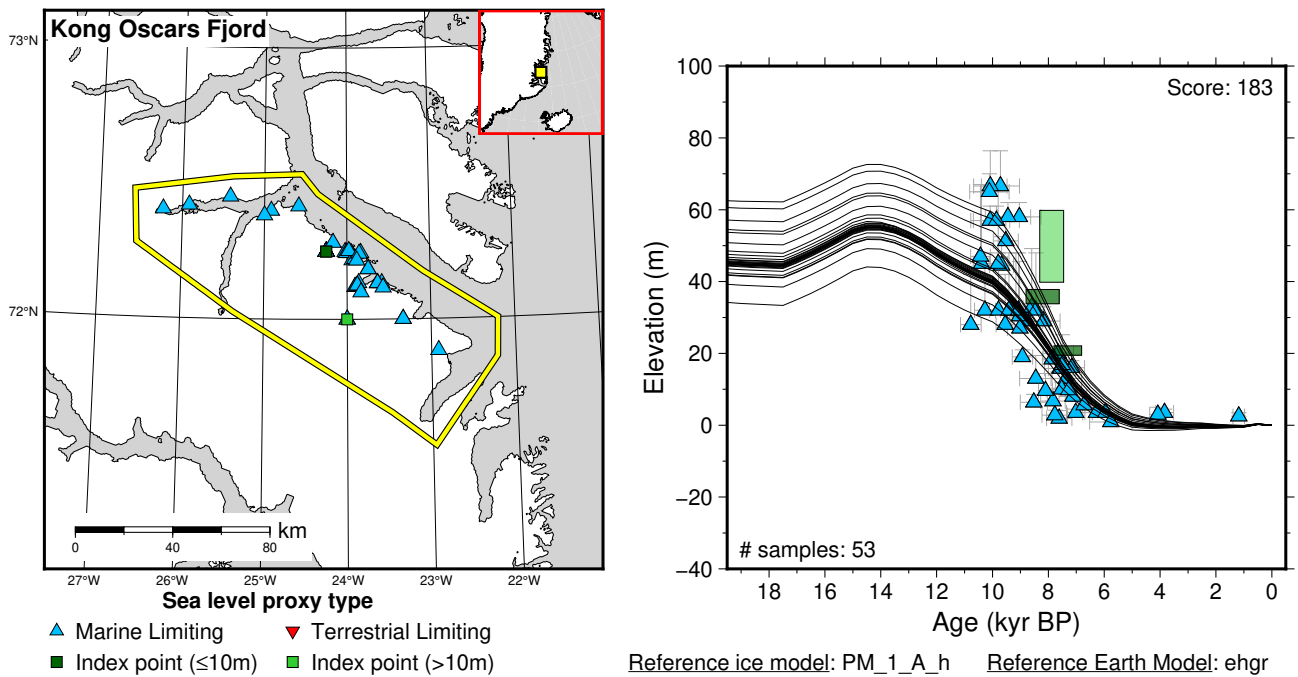 Kong Oscars Fjord
73°N
72°N
0 40 80 km
27°W 26°W 25°W 24°W 23°W 22°W
Sea level proxy type
Marine Limiting
Terrestrial Limiting
Index point (≤10m)
Index point (>10m)
Score: 183
Elevation (m)
100
80
60
40
20
0
−20
−40
# samples: 53
18 16 14 12 10 8 6 4 2 0
Age (kyr BP)
Reference ice model: PM_1_A_h
Reference Earth Model: ehgr